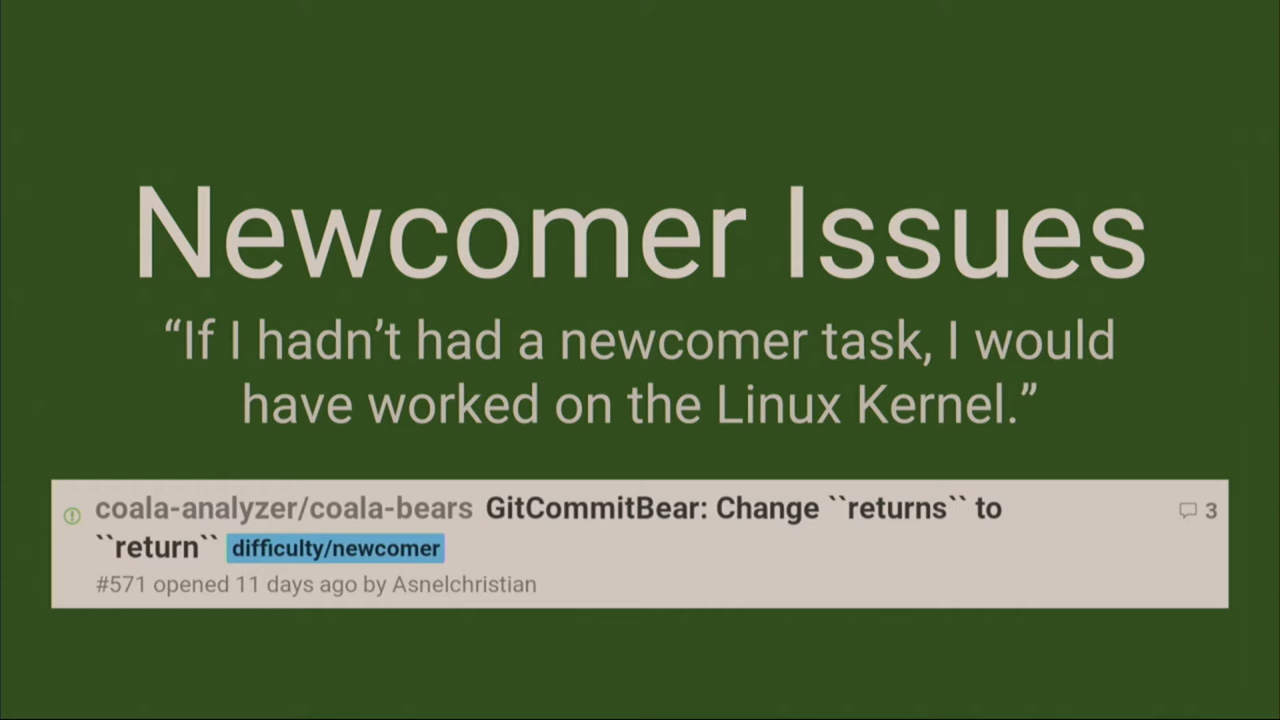 Newcomer Issues
“If I hadn’t had a newcomer task, I would
have worked on the Linux Kernel.”
coala-analyzer/coala-bears GitCommitBear: Change ``returns`` to 3
``return`` difficulty/newcomer
#571 opened 11 days ago by Asnelchristian